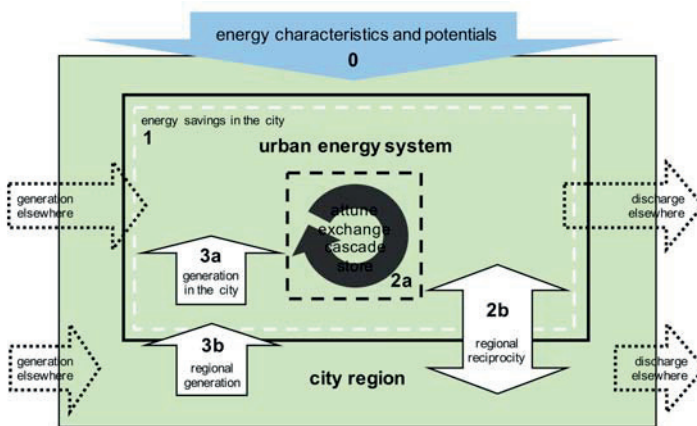 energy characteristics and potentials
0
energy savings in the city
1
urban energy system
generation
elsewhere
attune
exchange
cascade
store
2a
discharge
elsewhere
3a
generation
in the city
2b
regional
reciprocity
3b
regional
generation
generation
elsewhere
discharge
elsewhere
city region